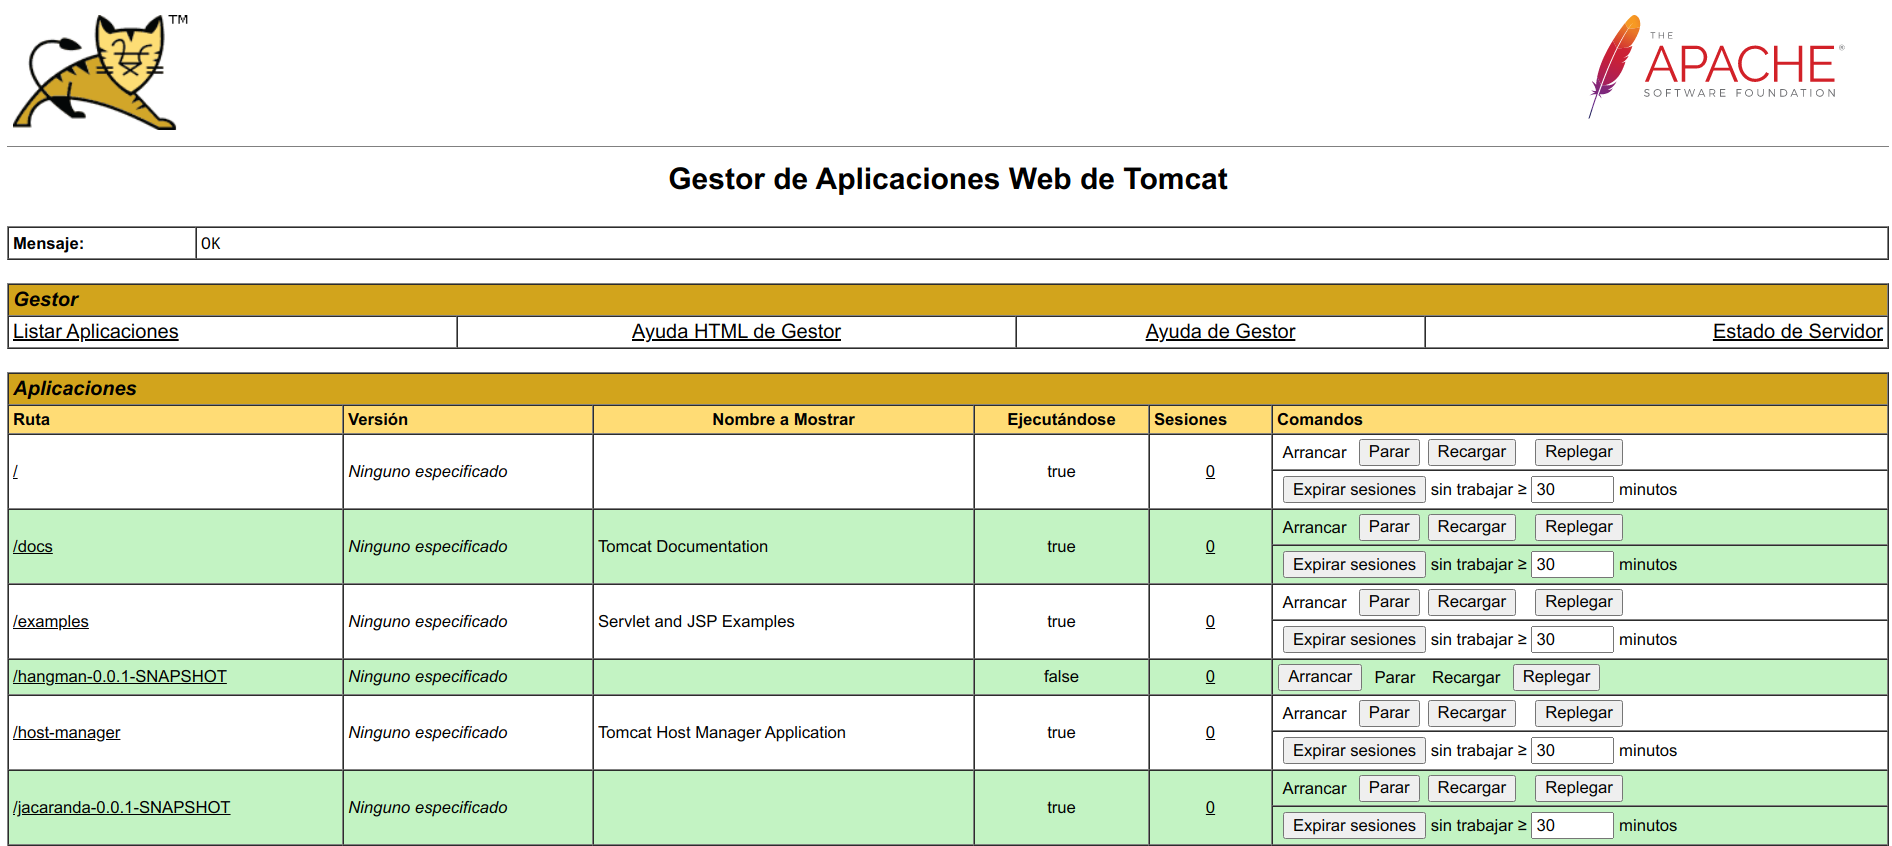 TM
THE
APACHE®
SOFTWARE FOUNDATION
Gestor de Aplicaciones Web de Tomcat
Mensaje: OK
Gestor
Listar Aplicaciones Ayuda HTML de Gestor Ayuda de Gestor Estado de Servidor
Aplicaciones
Ruta Versión Nombre a Mostrar Ejecutándose Sesiones Comandos
/ Ninguno especificado true 0 Arrancar Parar Recargar Replegar
Expirar sesiones sin trabajar ≥ 30 minutos
/docs Ninguno especificado Tomcat Documentation true 0 Arrancar Parar Recargar Replegar
Expirar sesiones sin trabajar ≥ 30 minutos
/examples Ninguno especificado Servlet and JSP Examples true 0 Arrancar Parar Recargar Replegar
Expirar sesiones sin trabajar ≥ 30 minutos
/hangman-0.0.1-SNAPSHOT Ninguno especificado false 0 Arrancar Parar Recargar Replegar
/host-manager Ninguno especificado Tomcat Host Manager Application true 0 Arrancar Parar Recargar Replegar
Expirar sesiones sin trabajar ≥ 30 minutos
/jacaranda-0.0.1-SNAPSHOT Ninguno especificado true 0 Arrancar Parar Recargar Replegar
Expirar sesiones sin trabajar ≥ 30 minutos